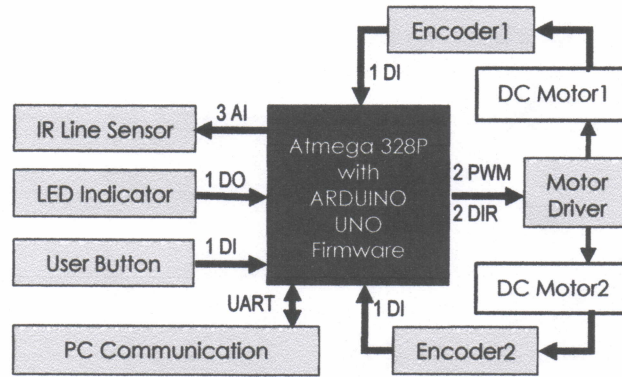 Encoder1
1 DI
DC Motor1
3 AI
IR Line Sensor
Atmega 328P
with
ARDUINO
UNO
Firmware
2 PWM
2 DIR
Motor
Driver
1 DO
LED Indicator
1 DI
User Button
DC Motor2
UART
1 DI
PC Communication
Encoder2